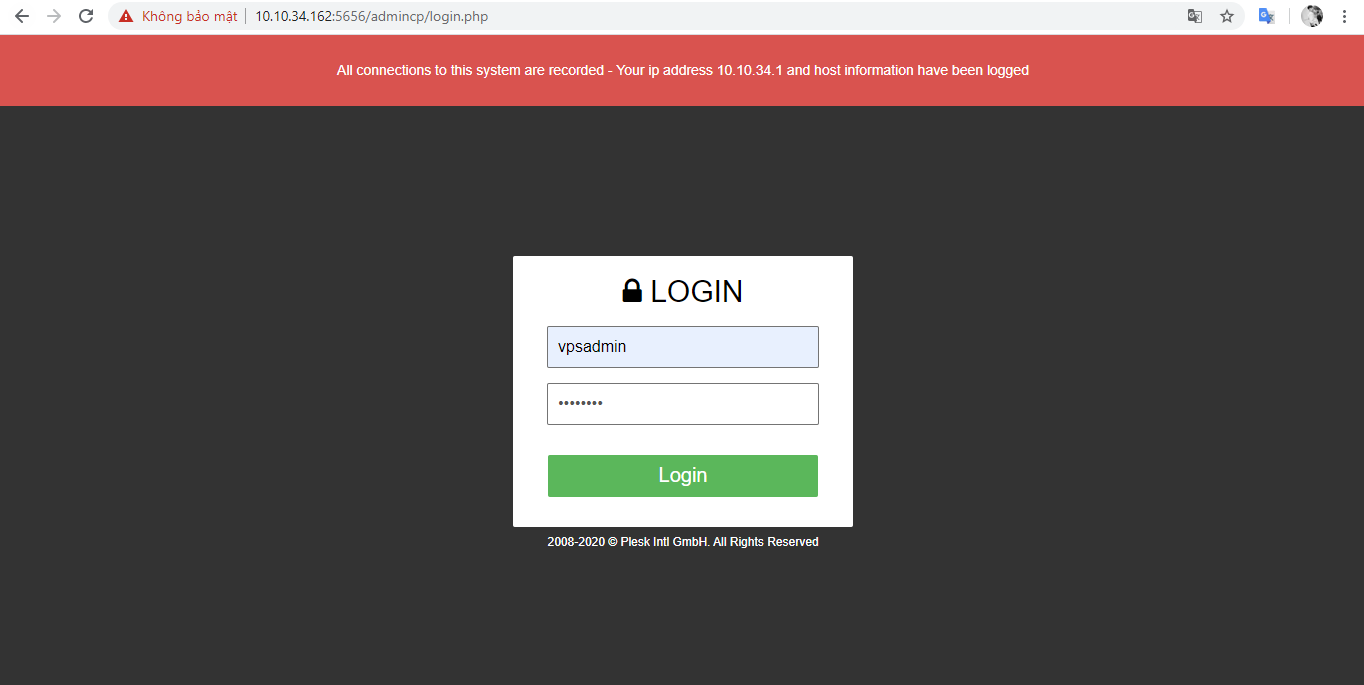 Không bảo mật
10.10.34.162:5656/admincp/login.php
All connections to this system are recorded - Your ip address 10.10.34.1 and host information have been logged
LOGIN
vpsadmin
••••••••
Login
2008-2020 © Plesk Intl GmbH. All Rights Reserved